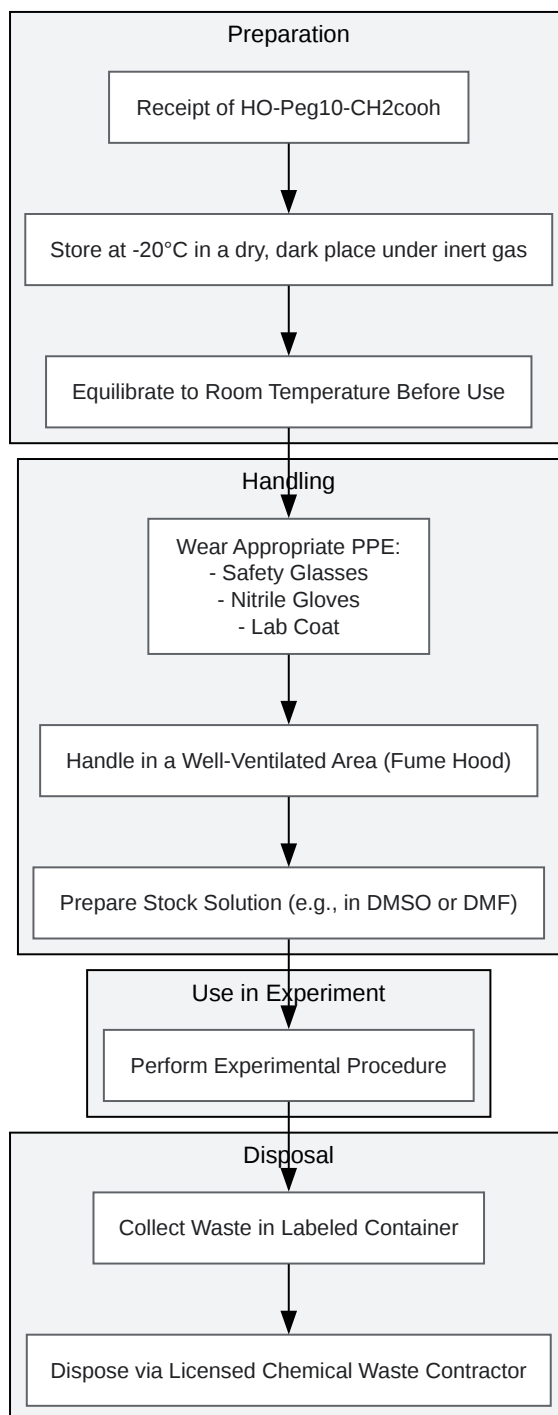 Preparation
Receipt of HO-Peg10-CH2cooh
Store at -20°C in a dry, dark place under inert gas
Equilibrate to Room Temperature Before Use
Handling
Wear Appropriate PPE:
- Safety Glasses
- Nitrile Gloves
- Lab Coat
Handle in a Well-Ventilated Area (Fume Hood)
Prepare Stock Solution (e.g., in DMSO or DMF)
Use in Experiment
Perform Experimental Procedure
Disposal
Collect Waste in Labeled Container
Dispose via Licensed Chemical Waste Contractor